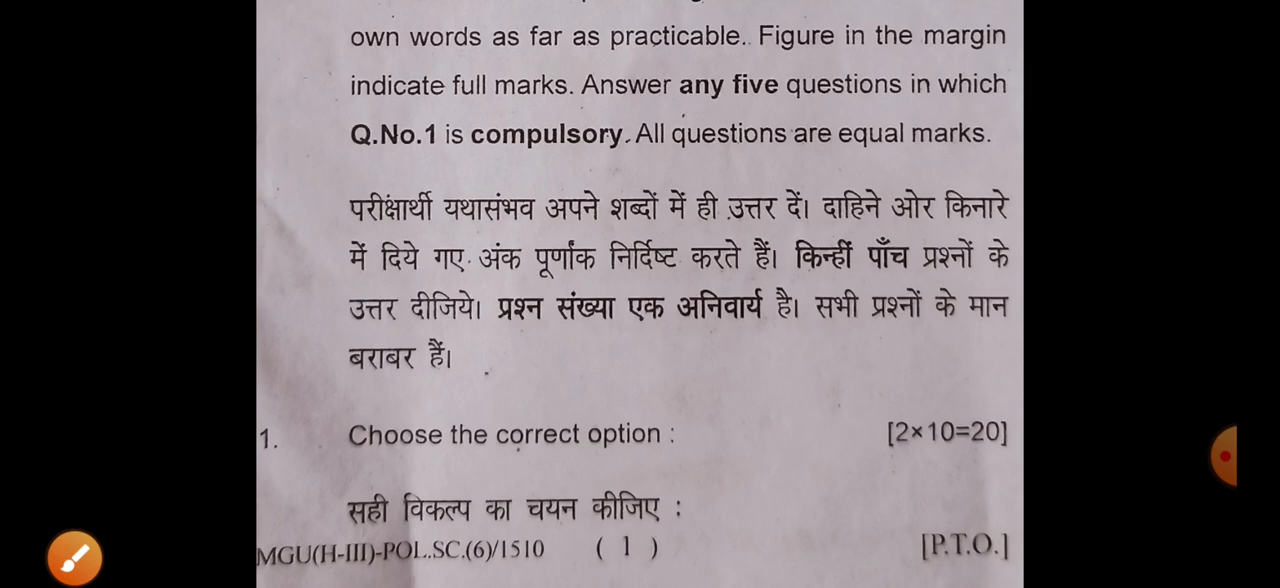 own words as far as practicable. Figure in the margin
indicate full marks. Answer any five questions in which
Q.No.1 is compulsory. All questions are equal marks.
परीक्षार्थी यथासंभव अपने शब्दों में ही उत्तर दें। दाहिने ओर किनारे
में दिये गए अंक पूर्णांक निर्दिष्ट करते हैं। किन्हीं पाँच प्रश्नों के
उत्तर दीजिये। प्रश्न संख्या एक अनिवार्य है। सभी प्रश्नों के मान
बराबर हैं।
1. Choose the correct option : [2×10=20]
सही विकल्प का चयन कीजिए :
MGU(H-III)-POL.SC.(6)/1510 ( 1 ) [P.T.O.]